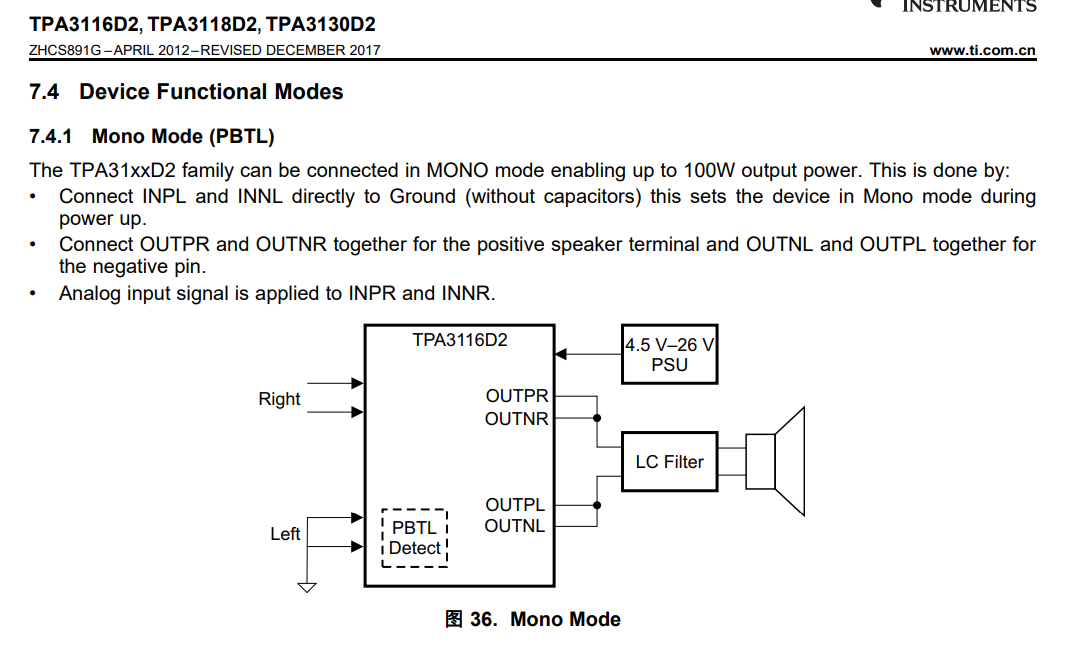 INSTRUMENTS
TPA3116D2, TPA3118D2, TPA3130D2
ZHCS891G –APRIL 2012–REVISED DECEMBER 2017
www.ti.com.cn
7.4 Device Functional Modes
7.4.1 Mono Mode (PBTL)
The TPA31xxD2 family can be connected in MONO mode enabling up to 100W output power. This is done by:
• Connect INPL and INNL directly to Ground (without capacitors) this sets the device in Mono mode during
power up.
• Connect OUTPR and OUTNR together for the positive speaker terminal and OUTNL and OUTPL together for
the negative pin.
• Analog input signal is applied to INPR and INNR.
TPA3116D2
4.5 V–26 V
PSU
Right
OUTPR
OUTNR
LC Filter
OUTPL
OUTNL
Left
PBTL
Detect
图 36. Mono Mode